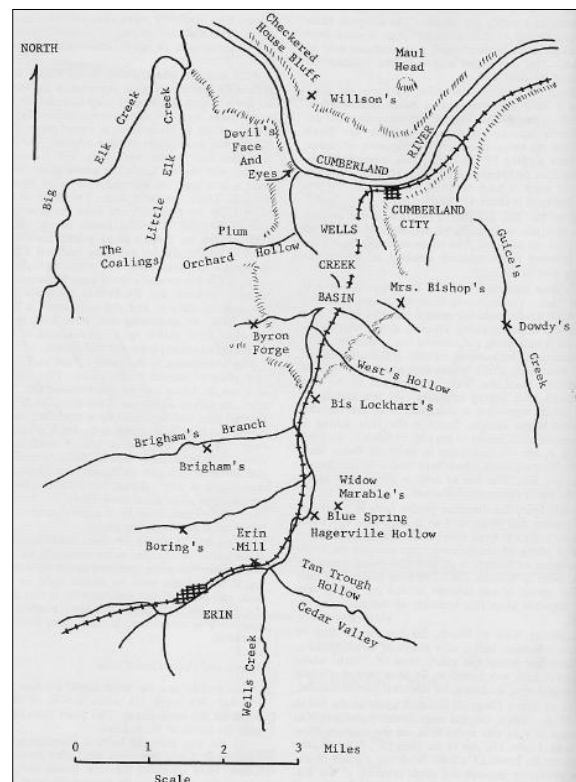 NORTH
Checkered
House Bluff
Maul
Head
Willson's
Big
Elk Creek
Little
Elk Creek
Devil's
Face
And
Eyes
CUMBERLAND
RIVER
CUMBERLAND
CITY
WELLS
CREEK
BASIN
Plum
Orchard Hollow
The
Coalings
Mrs. Bishop's
Guice's
Creek
Dowdy's
Byron
Forge
West's Hollow
Bis Lockhart's
Brigham's Branch
Brigham's
Widow
Marable's
Blue Spring
Hagerville Hollow
Boring's
Erin
Mill
Tan Trough
Hollow
Cedar Valley
ERIN
Wells Creek
0 1 2 3 Miles
Scale